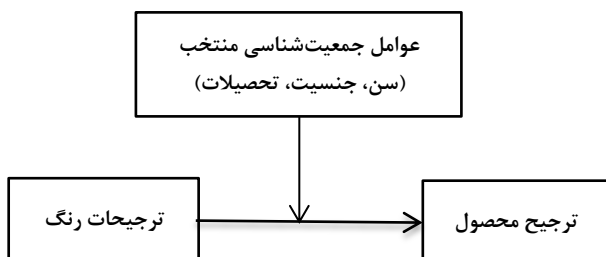 عوامل جمعیت‌شناسی منتخب
(سن، جنسیت، تحصیلات)
ترجیحات رنگ
ترجیح محصول